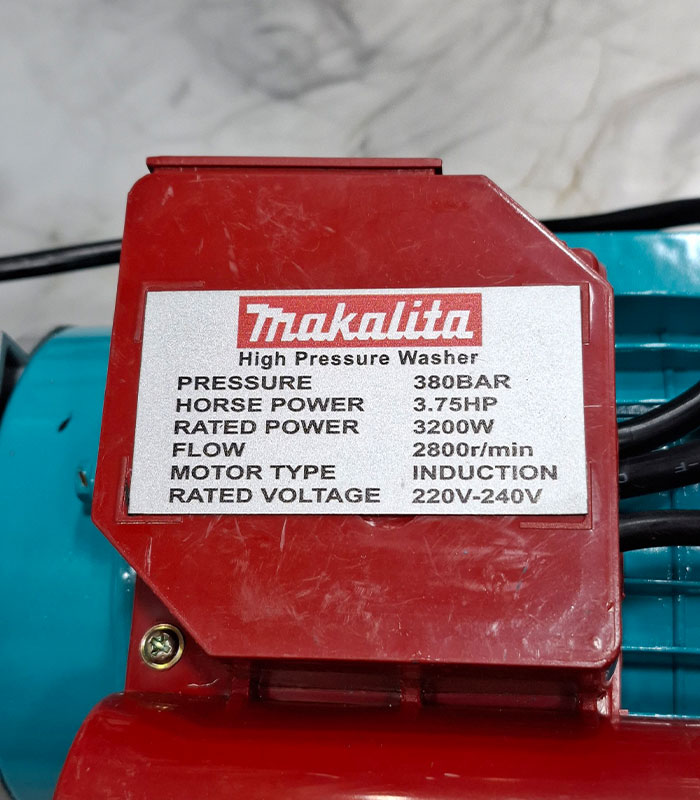 makalita
High Pressure Washer
PRESSURE 380BAR
HORSE POWER 3.75HP
RATED POWER 3200W
FLOW 2800r/min
MOTOR TYPE INDUCTION
RATED VOLTAGE 220V-240V